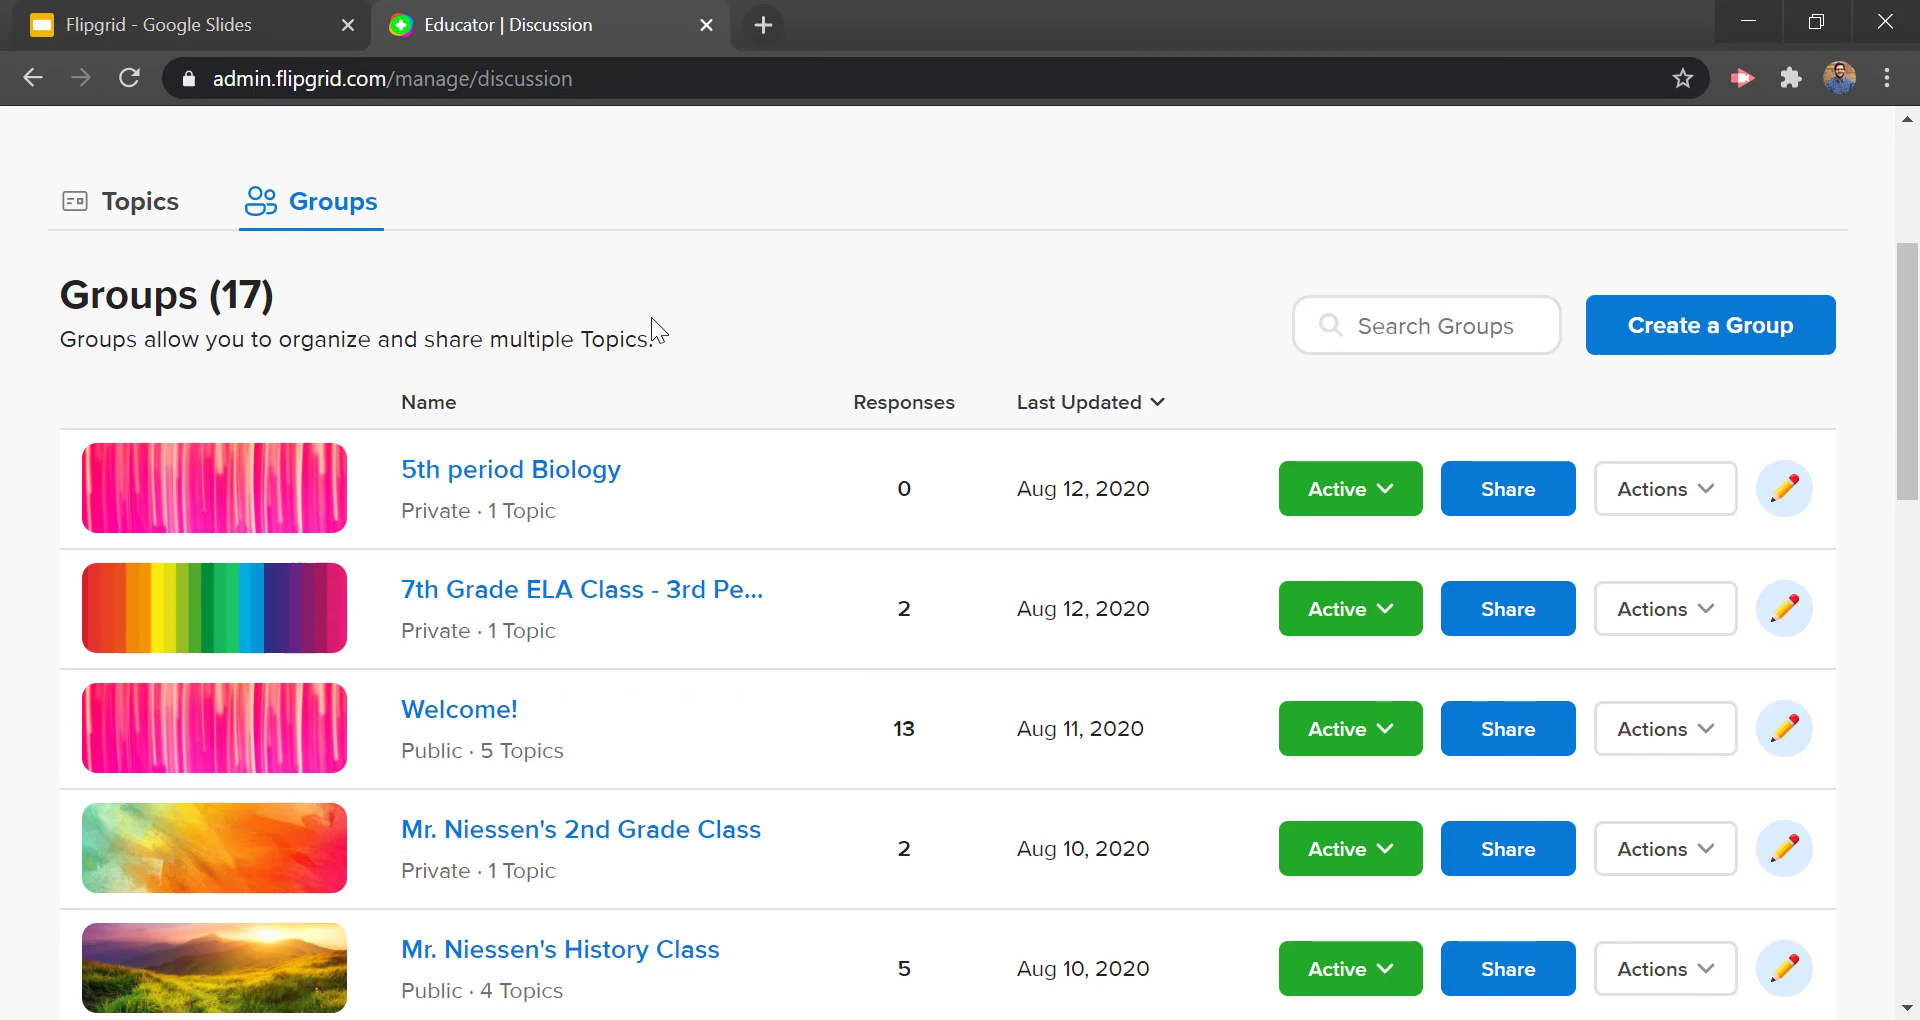 Flipgrid - Google Slides
Educator | Discussion
admin.flipgrid.com/manage/discussion
Topics
Groups
Groups (17)
Groups allow you to organize and share multiple Topics.
Search Groups
Create a Group
Name
Responses
Last Updated
5th period Biology
Private · 1 Topic
0
Aug 12, 2020
Active
Share
Actions
7th Grade ELA Class - 3rd Pe...
Private · 1 Topic
2
Aug 12, 2020
Active
Share
Actions
Welcome!
Public · 5 Topics
13
Aug 11, 2020
Active
Share
Actions
Mr. Niessen's 2nd Grade Class
Private · 1 Topic
2
Aug 10, 2020
Active
Share
Actions
Mr. Niessen's History Class
Public · 4 Topics
5
Aug 10, 2020
Active
Share
Actions